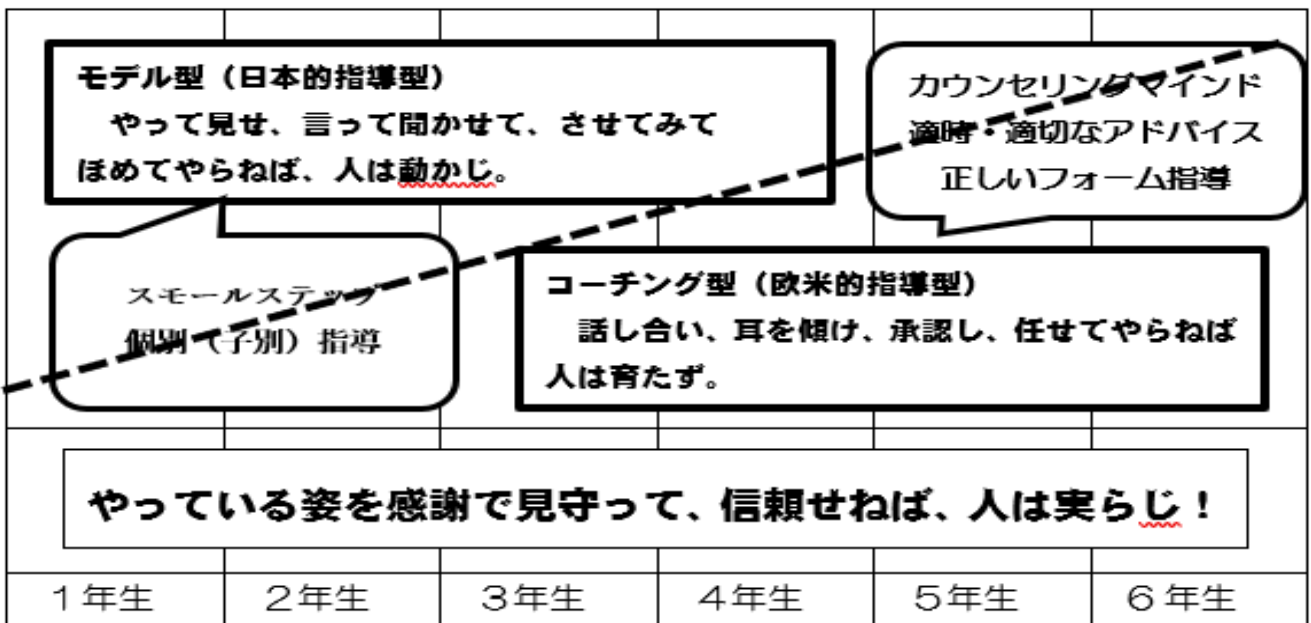 モデル型（日本的指導型）
やって見せ、言って聞かせて、させてみて
ほめてやらねば、人は動かじ。
カウンセリングマインド
適時・適切なアドバイス
正しいフォーム指導
スモールステップ
個別（子別）指導
コーチング型（欧米的指導型）
話し合い、耳を傾け、承認し、任せてやらねば
人は育たず。
やっている姿を感謝で見守って、信頼せねば、人は実らじ！
１年生
２年生
３年生
４年生
５年生
６年生